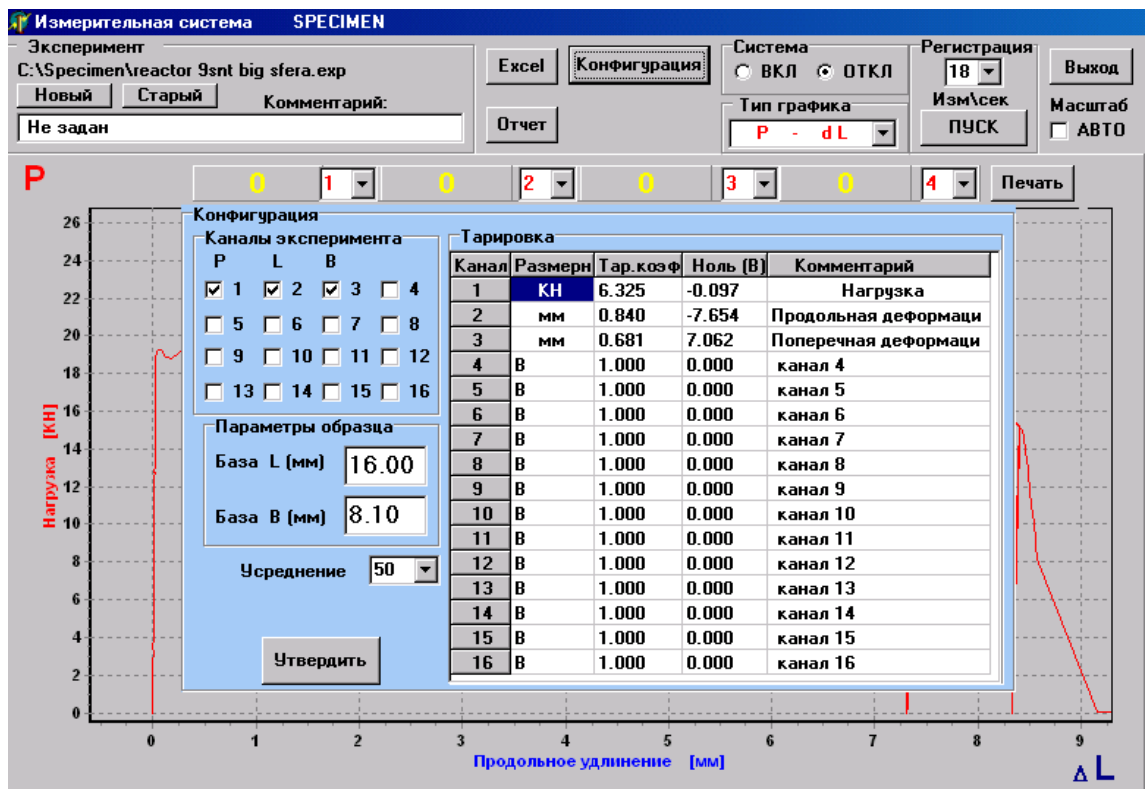 Измерительная система SPECIMEN
Эксперимент
C:\Specimen\reactor 9snt big sfera.exp
Новый Старый Комментарий:
Не задан
Excel Конфигурация
Отчет
Система
ВКЛ ОТКЛ
Тип графика
P - dL
Регистрация
18
Изм\сек
ПУСК
Выход
Масштаб
АВТО
P 0 1 0 2 0 3 0 4 Печать
Конфигурация
Каналы эксперимента
P L B
1 2 3 4
5 6 7 8
9 10 11 12
13 14 15 16
Параметры образца
База L (мм) 16.00
База B (мм) 8.10
Усреднение 50
Утвердить
Тарировка
Канал Размерн Тар.коэф Ноль (В) Комментарий
1 КН 6.325 -0.097 Нагрузка
2 мм 0.840 -7.654 Продольная деформаци
3 мм 0.681 7.062 Поперечная деформаци
4 В 1.000 0.000 канал 4
5 В 1.000 0.000 канал 5
6 В 1.000 0.000 канал 6
7 В 1.000 0.000 канал 7
8 В 1.000 0.000 канал 8
9 В 1.000 0.000 канал 9
10 В 1.000 0.000 канал 10
11 В 1.000 0.000 канал 11
12 В 1.000 0.000 канал 12
13 В 1.000 0.000 канал 13
14 В 1.000 0.000 канал 14
15 В 1.000 0.000 канал 15
16 В 1.000 0.000 канал 16
26
24
22
20
18
16
14
12
10
8
6
4
2
0
Нагрузка [КН]
0 1 2 3 4 5 6 7 8 9
Продольное удлинение [мм]
Δ L